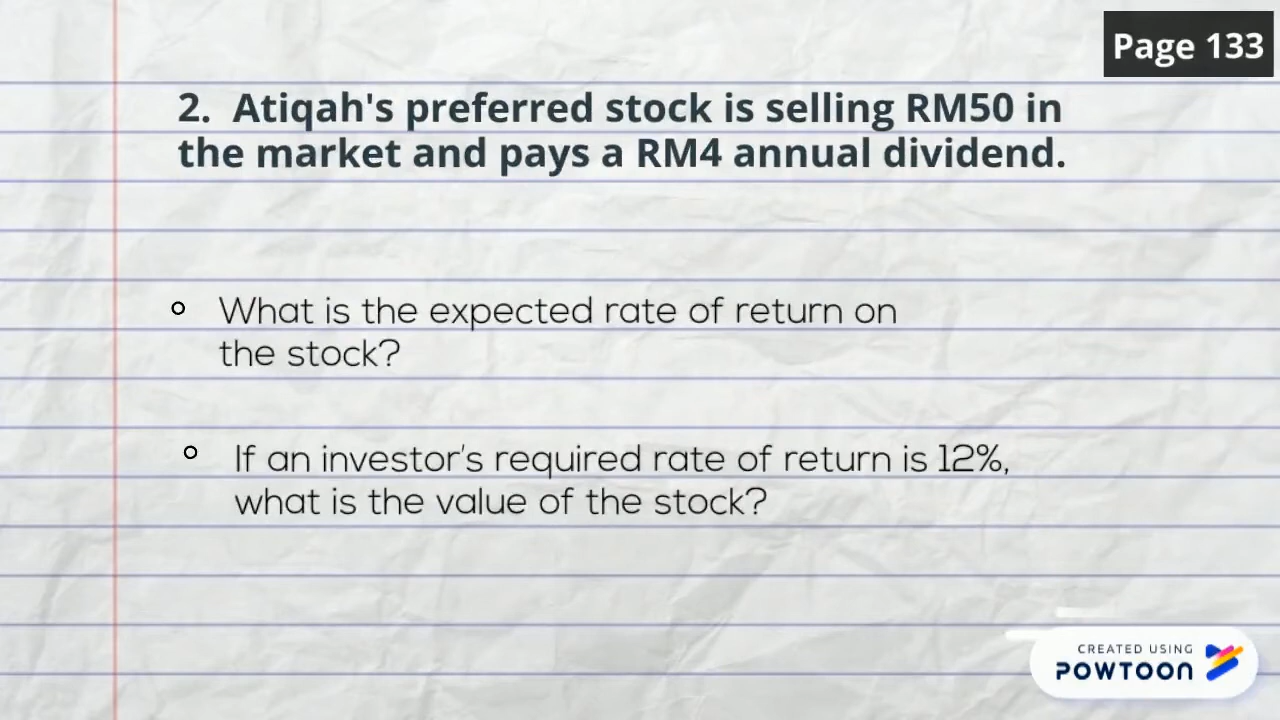 Page 133
2. Atiqah's preferred stock is selling RM50 in
the market and pays a RM4 annual dividend.
What is the expected rate of return on
the stock?
If an investor's required rate of return is 12%,
what is the value of the stock?
CREATED USING
POWTOON